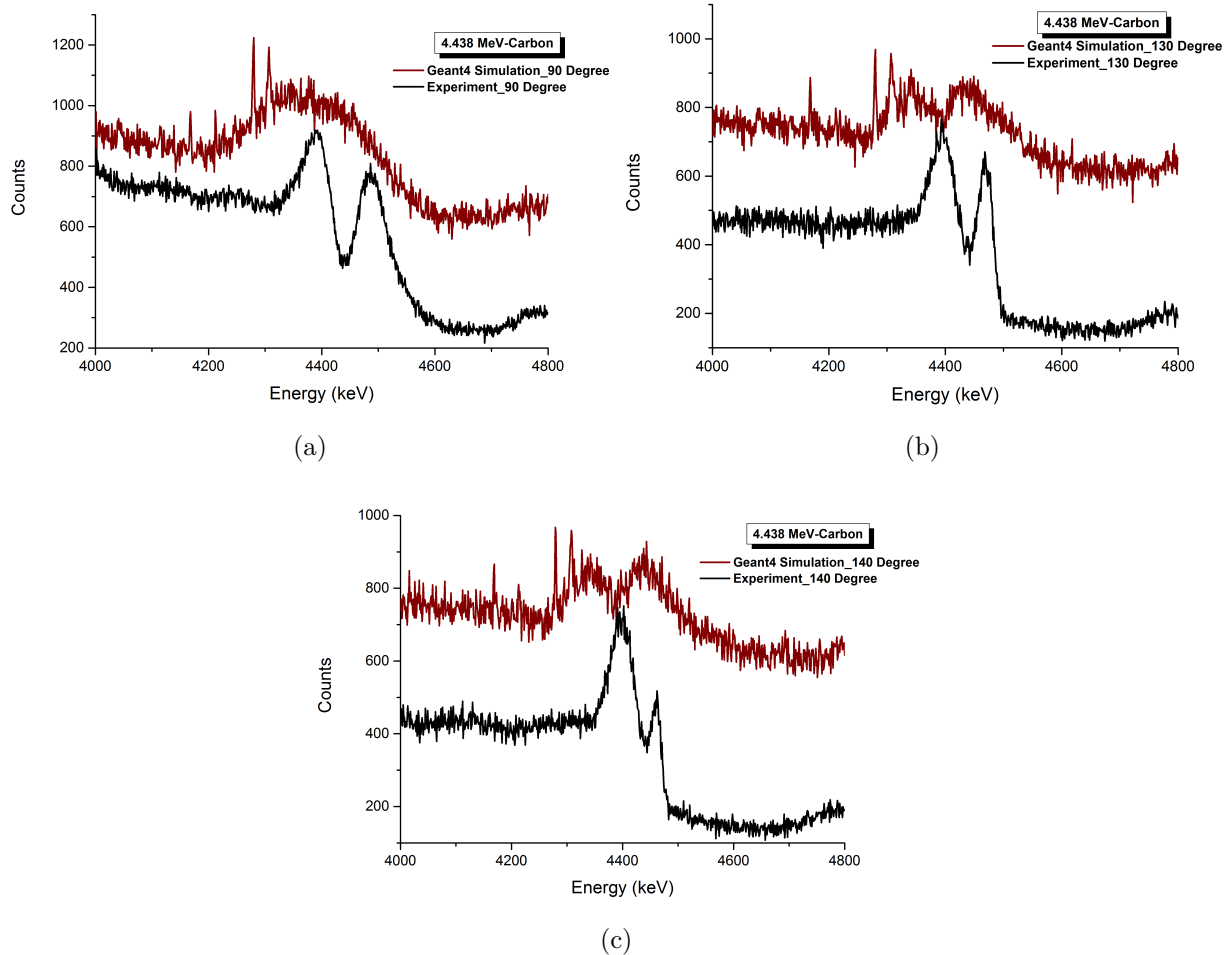 4.438 MeV-Carbon
Geant4 Simulation_90 Degree
Experiment_90 Degree
Counts
1200
1000
800
600
400
200
4000
4200
4400
4600
4800
Energy (keV)
(a)
4.438 MeV-Carbon
Geant4 Simulation_130 Degree
Experiment_130 Degree
Counts
1000
800
600
400
200
4000
4200
4400
4600
4800
Energy (keV)
(b)
4.438 MeV-Carbon
Geant4 Simulation_140 Degree
Experiment_140 Degree
Counts
1000
800
600
400
200
4000
4200
4400
4600
4800
Energy (keV)
(c)